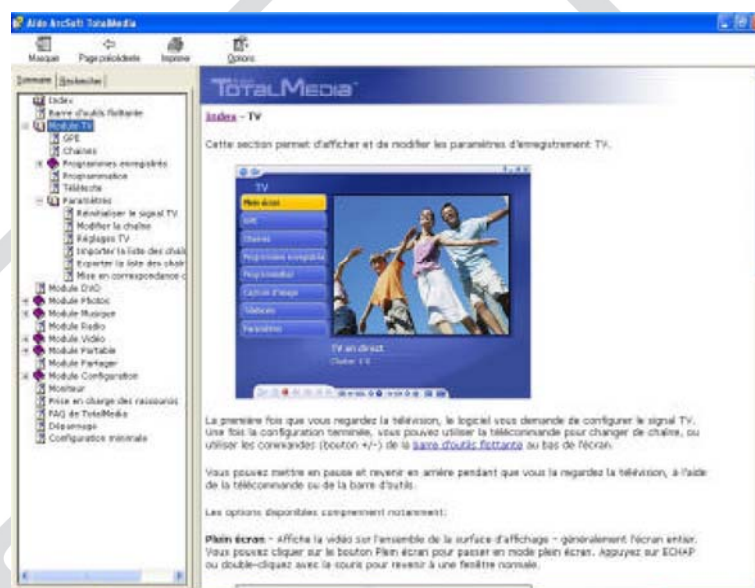 Aide ArcSoft TotalMedia
Masquer Page précédente Imprimer Options
Sommaire Rechercher
Index
Barre d'outils flottante
Module TV
GPE
Chaînes
Programmes enregistrés
Programmation
Télétexte
Paramètres
Réinitialiser le signal TV
Modifier la chaîne
Réglages TV
Importer la liste des chaî
Exporter la liste des chaî
Mise en correspondance c
Module DVD
Module Photos
Module Musique
Module Radio
Module Vidéo
Module Portable
Module Partager
Module Configuration
Moniteur
Prise en charge des raccourcis
FAQ de TotalMedia
Dépannage
Configuration minimale
TOTALMEDIA
Index - TV
Cette section permet d'afficher et de modifier les paramètres d'enregistrement TV.
TV
Plein écran
GPE
Chaînes
Programmes enregistrés
Programmation
Capture d'image
Télétexte
Paramètres
TV en direct
La première fois que vous regardez la télévision, le logiciel vous demande de configurer le signal TV.
Une fois la configuration terminée, vous pouvez utiliser la télécommande pour changer de chaîne, ou
utiliser les commandes (bouton +/-) de la barre d'outils flottante au bas de l'écran.
Vous pouvez mettre en pause et revenir en arrière pendant que vous la regardez la télévision, à l'aide
de la télécommande ou de la barre d'outils.
Les options disponibles comprennent notamment:
Plein écran - Affiche la vidéo sur l'ensemble de la surface d'affichage - généralement l'écran entier.
Vous pouvez cliquer sur le bouton Plein écran pour passer en mode plein écran. Appuyez sur ECHAP
ou double-cliquez avec la souris pour revenir à une fenêtre normale.